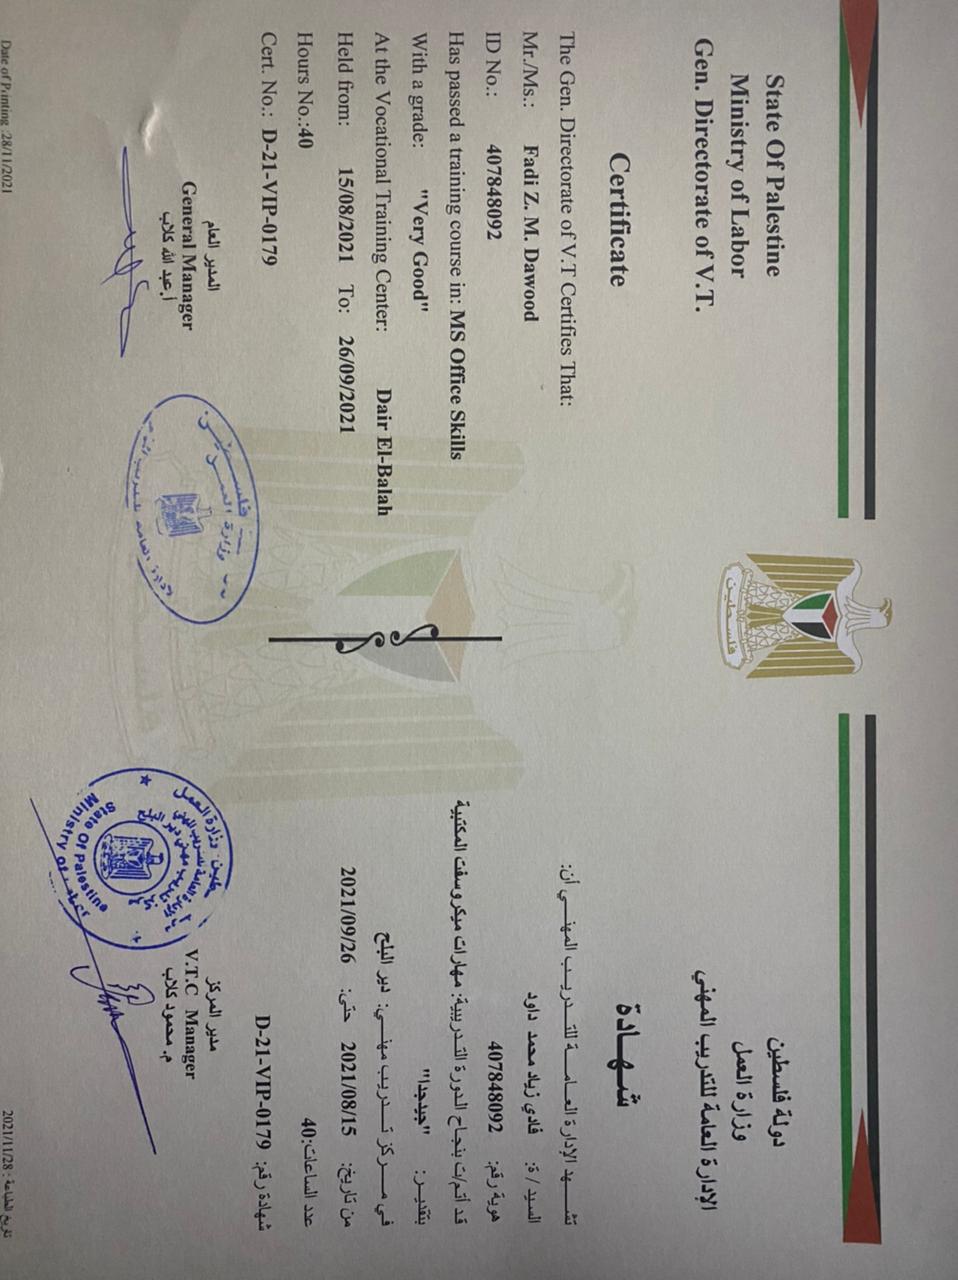 فلسطين
State Of Palestine
Ministry of Labor
Gen. Directorate of V.T.
دولة فلسطين
وزارة العمل
الإدارة العامة للتدريب المهني
Certificate
The Gen. Directorate of V.T Certifies That:
Mr./Ms.: Fadi Z. M. Dawood
ID No.: 407848092
Has passed a training course in: MS Office Skills
With a grade: "Very Good"
At the Vocational Training Center: Dair El-Balah
Held from: 15/08/2021 To: 26/09/2021
Hours No.:40
Cert. No.: D-21-VIP-0179
شهادة
تشهد الإدارة العامة للتدريب المهني أن:
السيد / ة: فادي زياد محمد داود
هوية رقم: 407848092
قد أتم/ت بنجاح الدورة التدريبية: مهارات ميكروسفت المكتبية
بتقدير: "جيدجدا"
في مركز تدريب مهني: دير البلح
من تاريخ: 2021/08/15 حتى: 2021/09/26
عدد الساعات:40
شهادة رقم: D-21-VIP-0179
المدير العام
General Manager
أ.عبد الله كلاب
فلسطين
وزارة العمل
مدير المركز
V.T.C Manager
م. محمود كلاب
وزارة العمل
الإدارة العامة للتدريب المهني
مركز تدريب مهني دير البلح
State Of Palestine
Ministry of Labor
Date of Printing :28/11/2021
تاريخ الطباعة : 2021/11/28